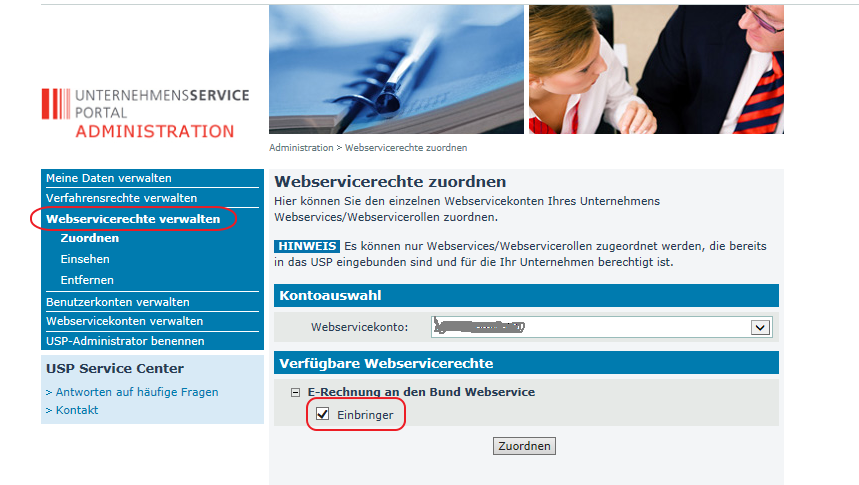 UNTERNEHMENSSERVICE
PORTAL
ADMINISTRATION
Administration > Webservicerechte zuordnen
Meine Daten verwalten
Verfahrensrechte verwalten
Webservicerechte verwalten
Zuordnen
Einsehen
Entfernen
Benutzerkonten verwalten
Webservicekonten verwalten
USP-Administrator benennen
USP Service Center
> Antworten auf häufige Fragen
> Kontakt
Webservicerechte zuordnen
Hier können Sie den einzelnen Webservicekonten Ihres Unternehmens
Webservices/Webservicerollen zuordnen.
HINWEIS Es können nur Webservices/Webservicerollen zugeordnet werden, die bereits
in das USP eingebunden sind und für die Ihr Unternehmen berechtigt ist.
Kontoauswahl
Webservicekonto:
Verfügbare Webservicerechte
E-Rechnung an den Bund Webservice
Einbringer
Zuordnen